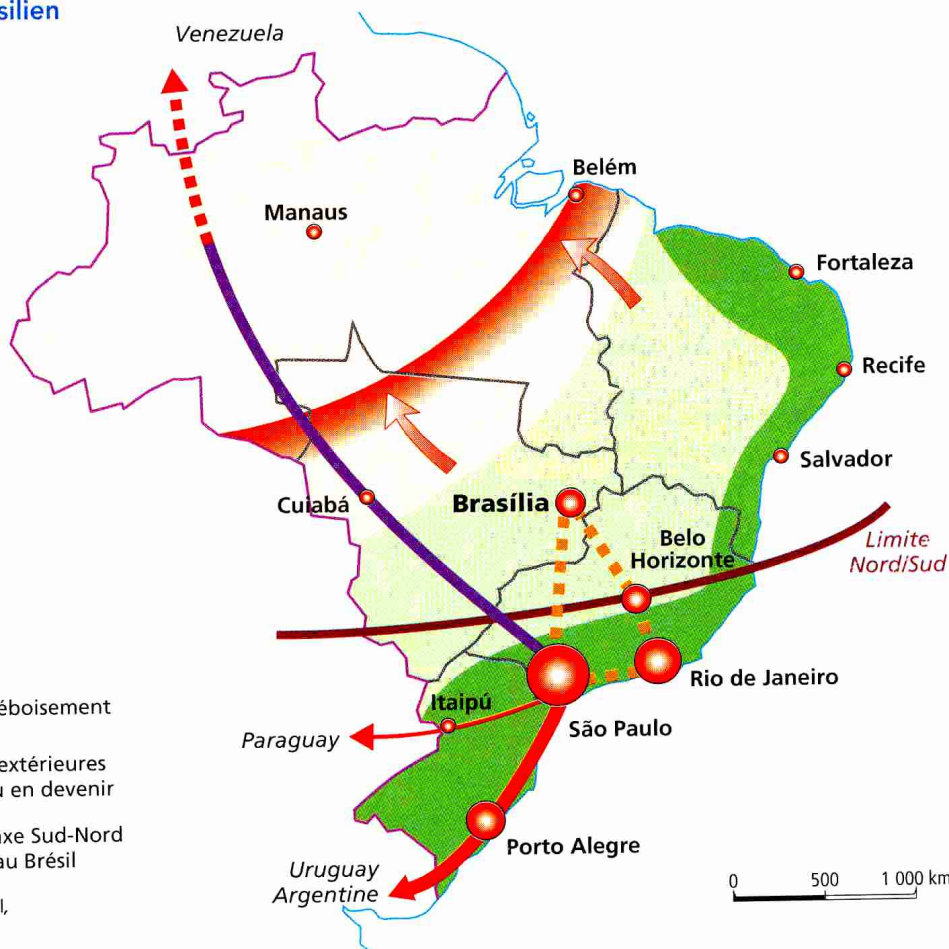 silien
Venezuela
Belém
Manaus
Fortaleza
Recife
Salvador
Cuiabá
Brasília
Belo
Horizonte
Limite
Nord/Sud
éboisement
Rio de Janeiro
Itaipú
São Paulo
Paraguay
extérieures
u en devenir
axe Sud-Nord
au Brésil
Porto Alegre
Uruguay
Argentine
0 500 1 000 km
l,